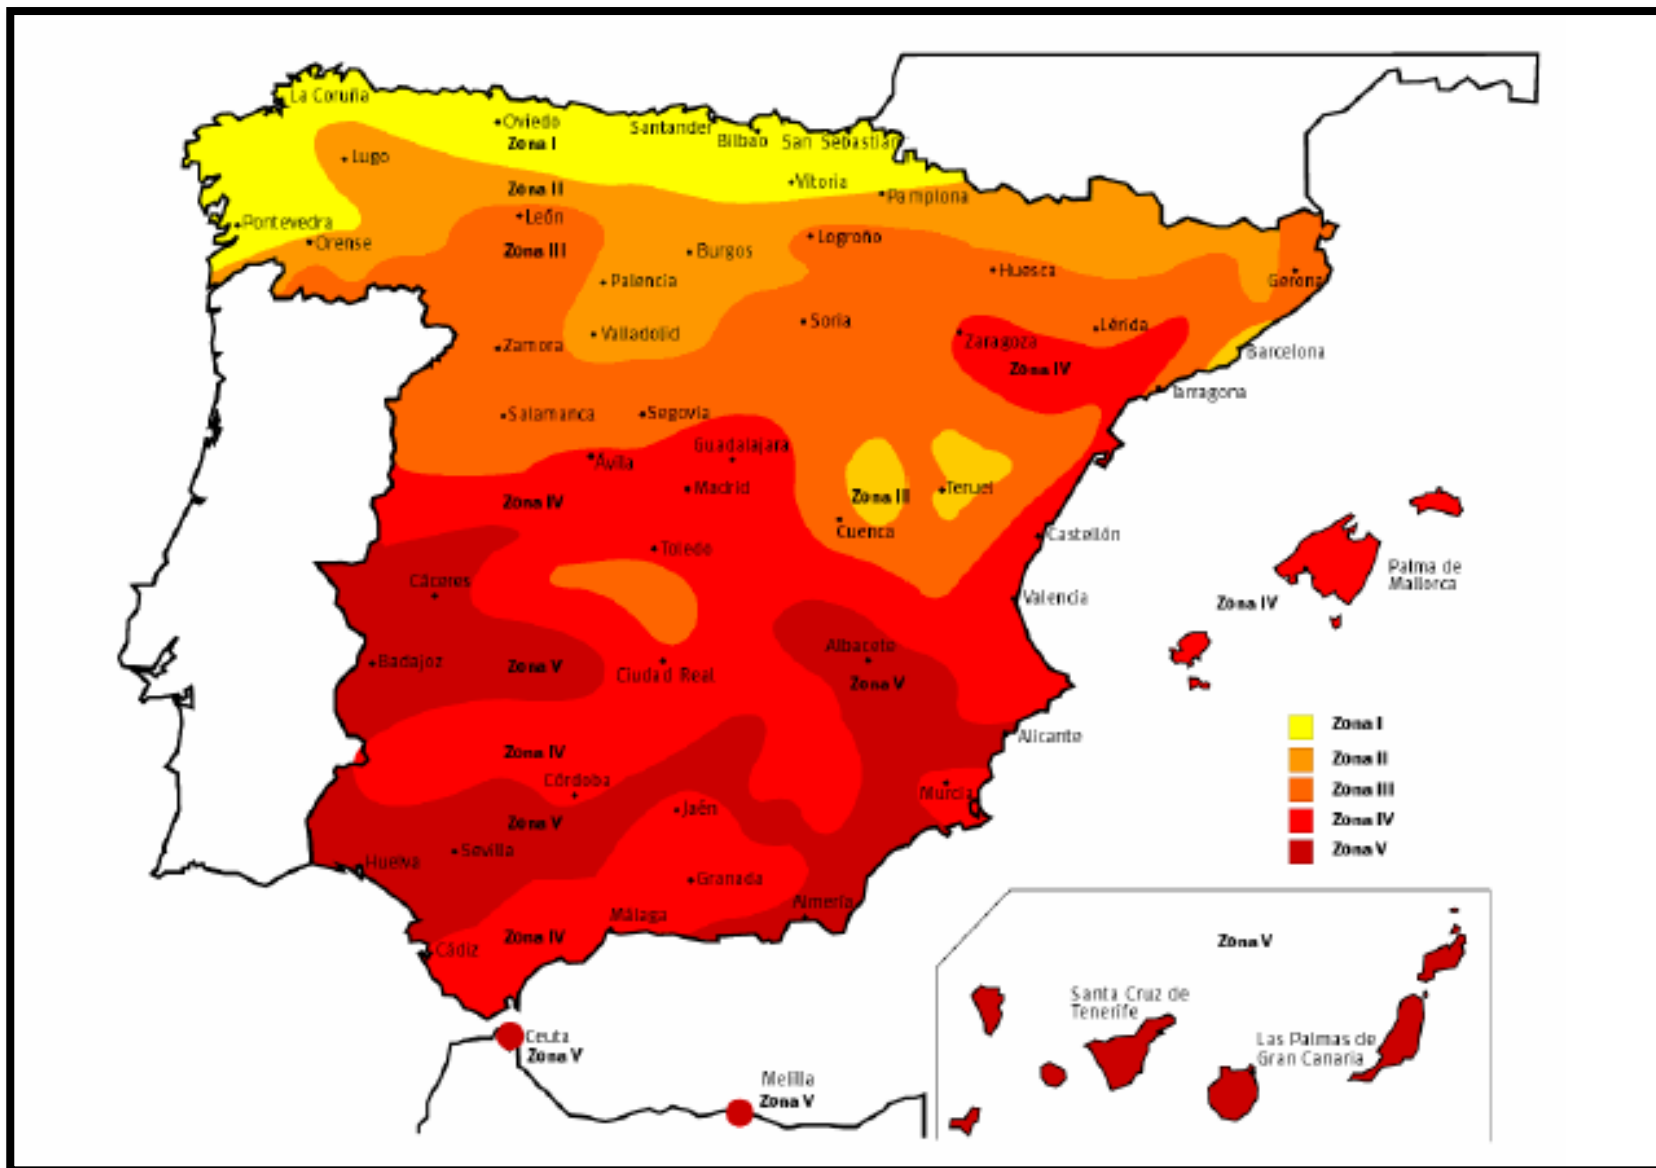 La Coruña
Oviedo
Santander
Bilbao
San Sebastián
Zona I
Lugo
Vitoria
Zona II
Pamplona
León
Pontevedra
Orense
Zona III
Burgos
Logroño
Huesca
Palencia
Gerona
Soria
Valladolid
Zamora
Zaragoza
Lérida
Barcelona
Zona IV
Tarragona
Salamanca
Segovia
Guadalajara
Ávila
Madrid
Zona IV
Zona II
Teruel
Cuenca
Castellón
Toledo
Palma de
Mallorca
Cáceres
Valencia
Zona IV
Albacete
Badajoz
Zona V
Ciudad Real
Zona V
Alicante
Zona IV
Córdoba
Murcia
Jaén
Zona V
Sevilla
Huelva
Granada
Almería
Málaga
Zona IV
Cádiz
Zona I
Zona II
Zona III
Zona IV
Zona V
Zona V
Santa Cruz de
Tenerife
Las Palmas de
Gran Canaria
Ceuta
Zona V
Melilla
Zona V